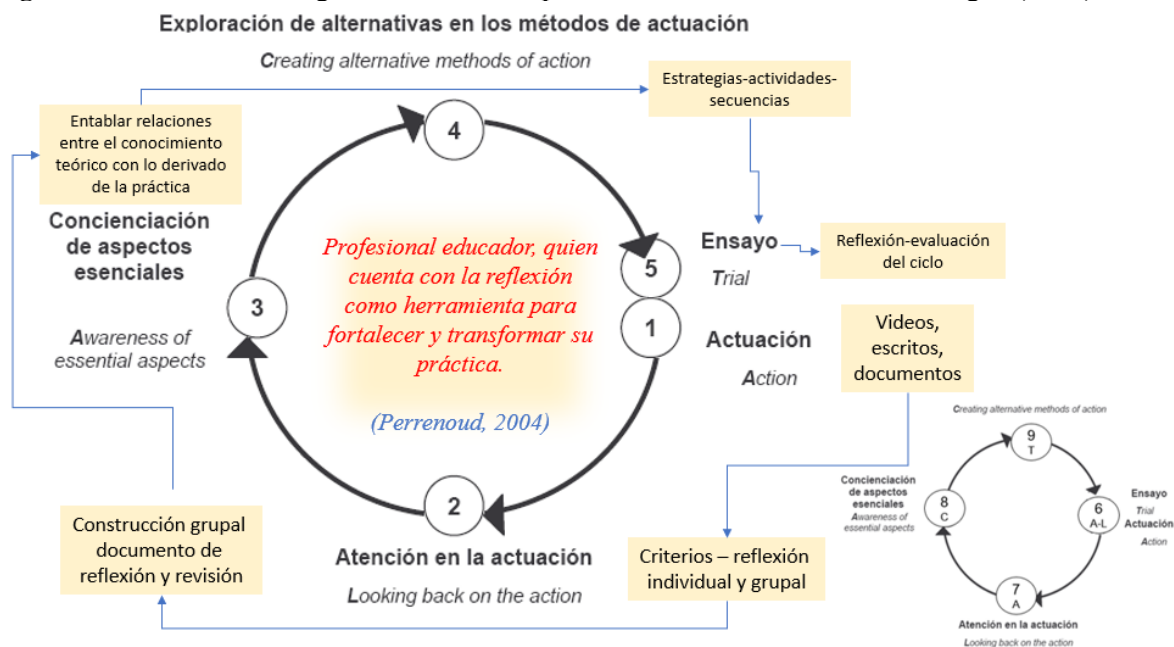 Exploración de alternativas en los métodos de actuación
Creating alternative methods of action
Estrategias-actividades-
secuencias
Entablar relaciones
entre el conocimiento
teórico con lo derivado
de la práctica
4
Concienciación
de aspectos
esenciales
3
Awareness of
essential aspects
Profesional educador, quien
cuenta con la reflexión
como herramienta para
fortalecer y transformar su
práctica.
(Perrenoud, 2004)
5
Ensayo
Trial
Reflexión-evaluación
del ciclo
1
Actuación
Action
Videos,
escritos,
documentos
2
Atención en la actuación
Looking back on the action
Construcción grupal
documento de
reflexión y revisión
Criterios – reflexión
individual y grupal
Creating alternative methods of action
9
T
Concienciación
de aspectos
esenciales
Awareness of
essential aspects
8
C
6
A-L
Ensayo
Trial
Actuación
Action
7
A
Atención en la actuación
Looking back on the action